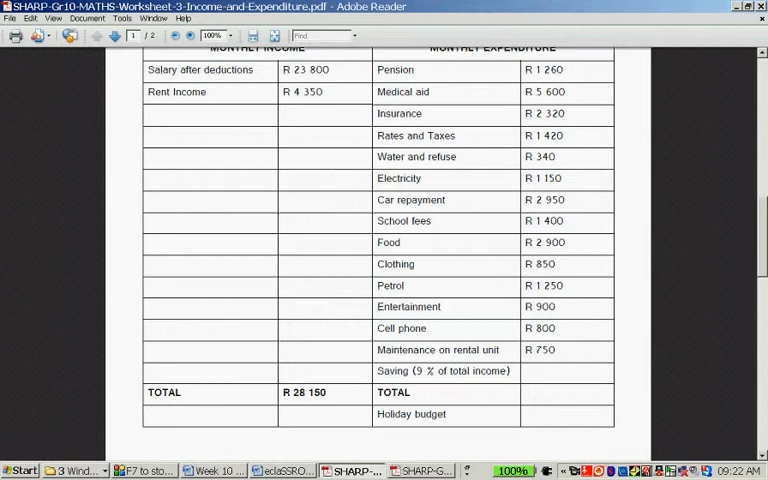 SHARP-Gr10-MATHS-Worksheet-3-Income-and-Expenditure.pdf - Adobe Reader
File Edit View Document Tools Window Help
1 / 2 100% Find
MONTHLY INCOME MONTHLY EXPENDITURE
Salary after deductions R 23 800 Pension R 1 260
Rent Income R 4 350 Medical aid R 5 600
Insurance R 2 320
Rates and Taxes R 1 420
Water and refuse R 340
Electricity R 1 150
Car repayment R 2 950
School fees R 1 400
Food R 2 900
Clothing R 850
Petrol R 1 250
Entertainment R 900
Cell phone R 800
Maintenance on rental unit R 750
Saving (9 % of total income)
TOTAL R 28 150 TOTAL
Holiday budget
Start 3 Wind... F7 to sto... Week 10 ... eclaSSRO... SHARP-... SHARP-G... 100% 09:22 AM